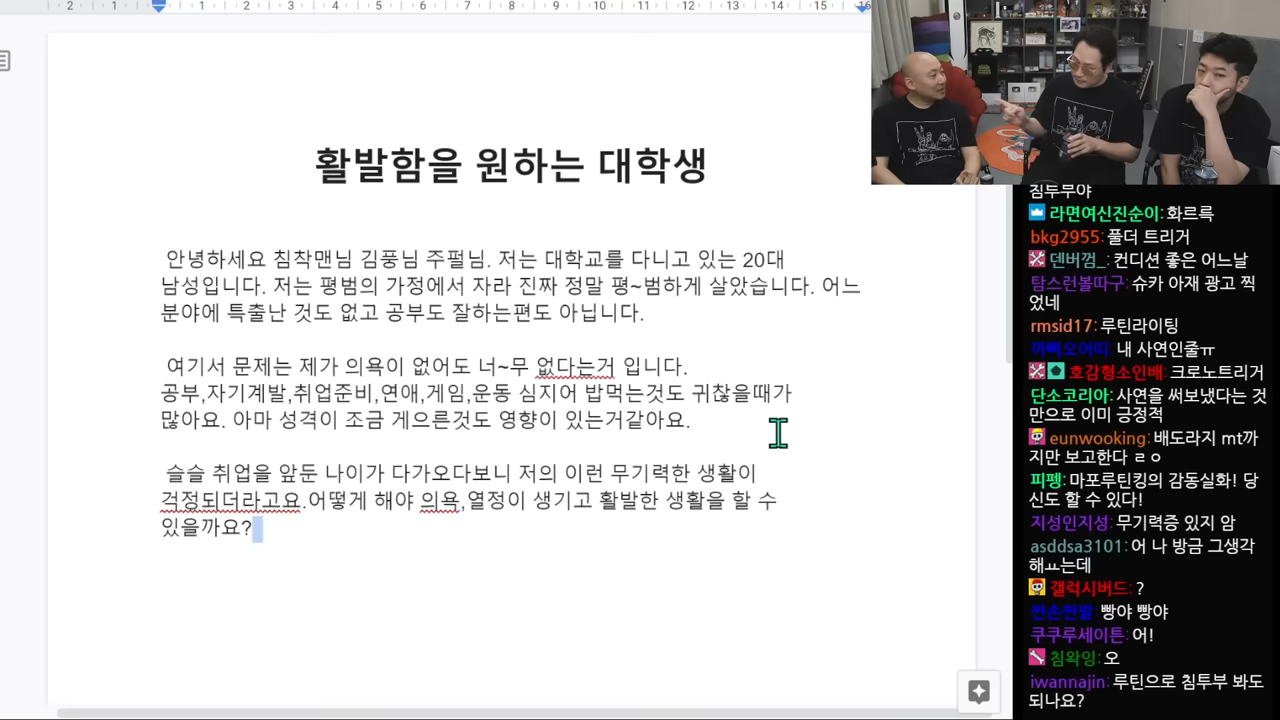 2 1 1 2 3 4 5 6 7 8 9 10 11 12 13 14 15 16
활발함을 원하는 대학생
안녕하세요 침착맨님 김풍님 주펄님. 저는 대학교를 다니고 있는 20대
남성입니다. 저는 평범의 가정에서 자라 진짜 정말 평~범하게 살았습니다. 어느
분야에 특출난 것도 없고 공부도 잘하는편도 아닙니다.
여기서 문제는 제가 의욕이 없어도 너~무 없다는거 입니다.
공부,자기계발,취업준비,연애,게임,운동 심지어 밥먹는것도 귀찮을때가
많아요. 아마 성격이 조금 게으른것도 영향이 있는거같아요.
슬슬 취업을 앞둔 나이가 다가오다보니 저의 이런 무기력한 생활이
걱정되더라고요.어떻게 해야 의욕,열정이 생기고 활발한 생활을 할 수
있을까요?
침투무야
라면여신진순이: 화르륵
bkg2955: 풀더 트리거
덴버껌_: 컨디션 좋은 어느날
탐스런볼따구: 슈카 아재 광고 찍
었네
rmsid17: 루틴라이팅
내 사연인줄ㅠ
호감형소인배: 크로노트리거
단소코리아: 사연을 써보냈다는 것
만으로 이미 긍정적
eunwooking: 배도라지 mt까
지만 보고한다 ㄹㅇ
피펭: 마포루틴킹의 감동실화! 당
신도 할 수 있다!
지성인지성: 무기력증 있지 암
asddsa3101: 어 나 방금 그생각
해ㅛ는데
갤럭시버드: ?
빵야 빵야
쿠쿠루세이튼: 어!
침왁잉: 오
iwannajin: 루틴으로 침투부 봐도
되나요?